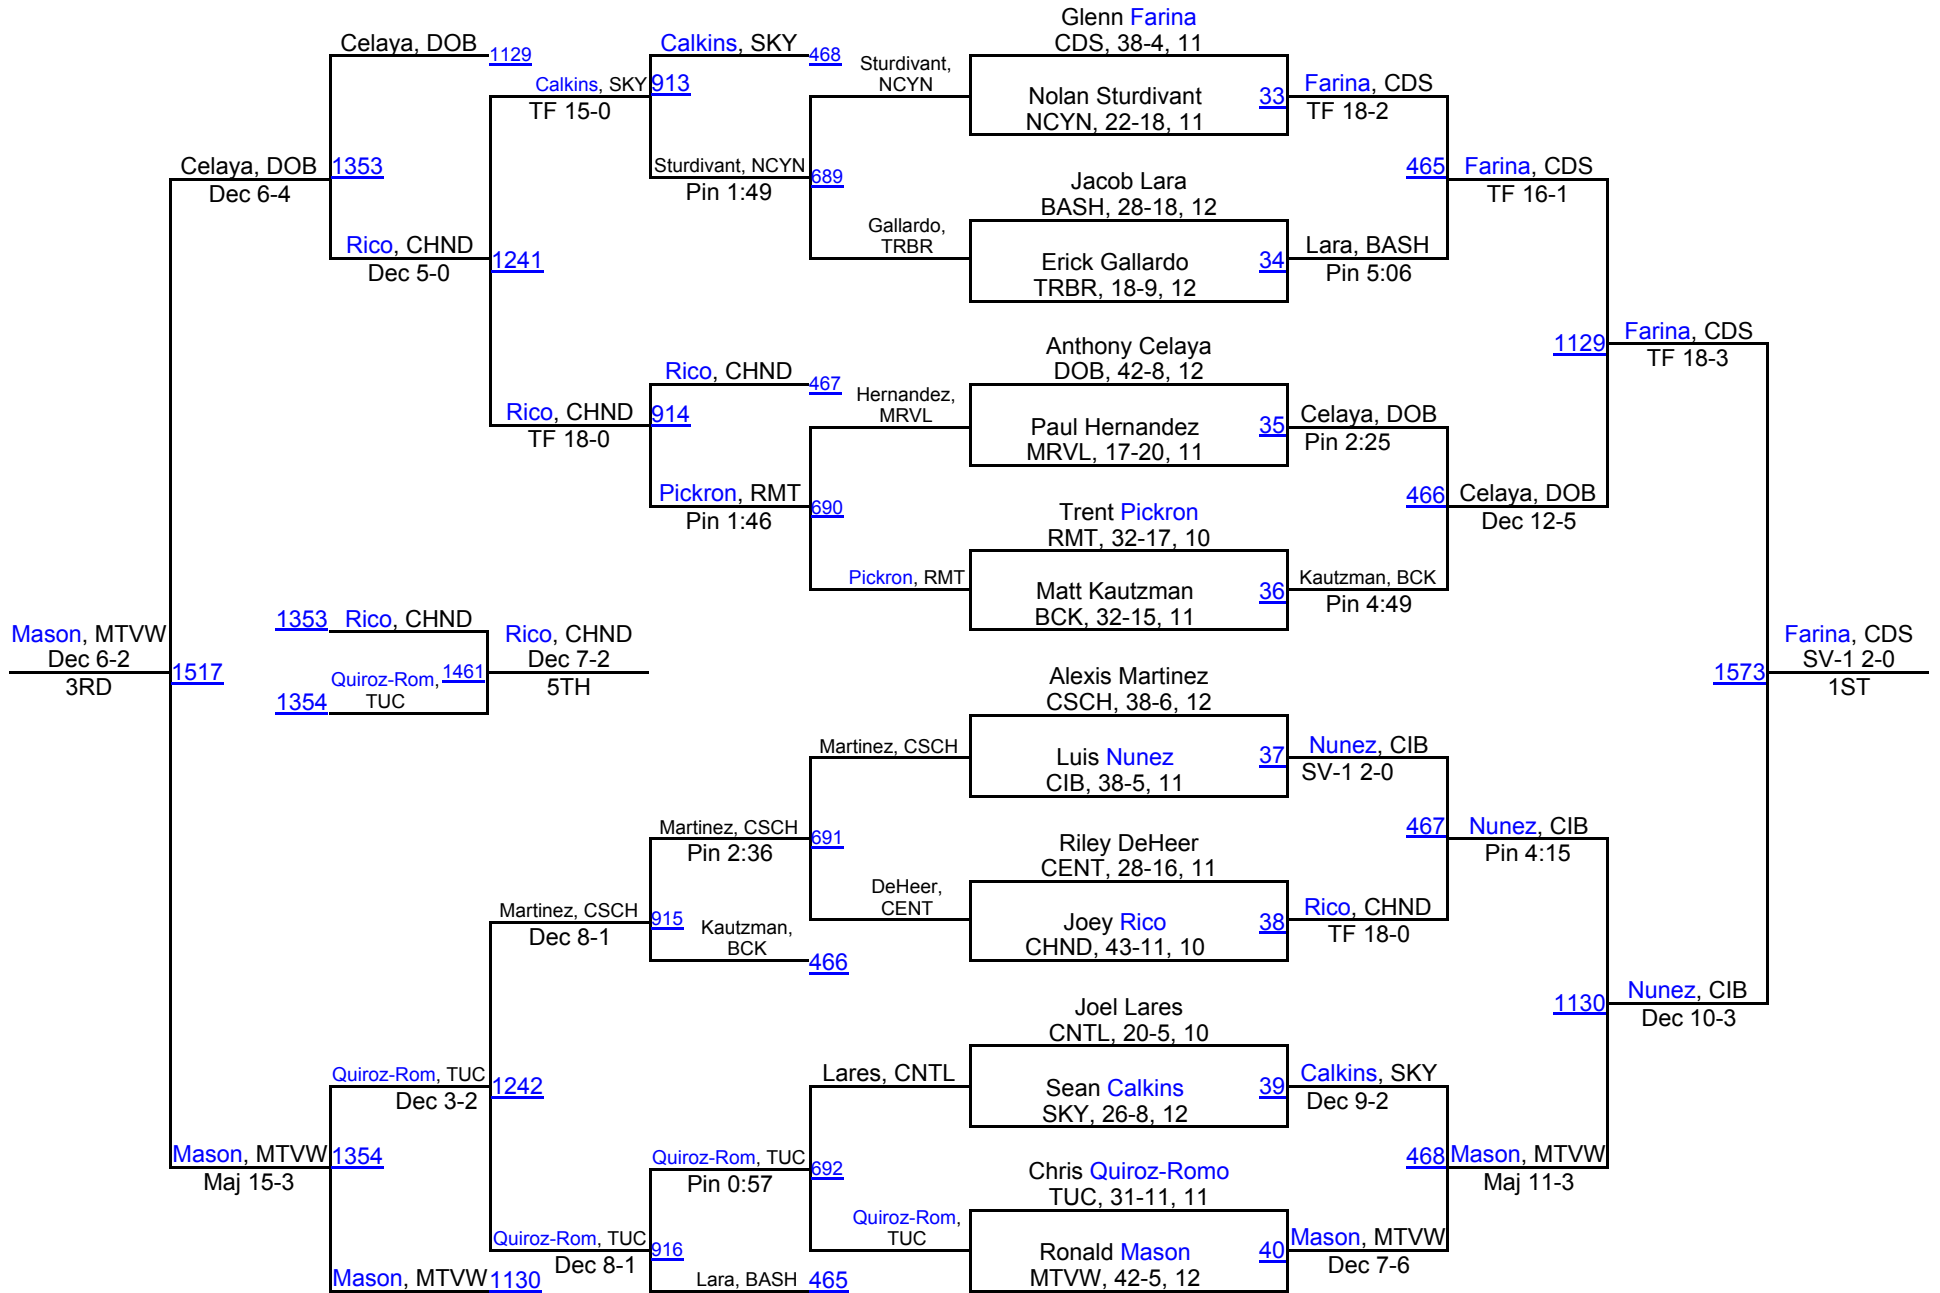 Glenn Farina
CDS, 38-4, 11
Celaya, DOB
1129
Calkins, SKY
468
Sturdivant,
NCYN
Calkins, SKY
913
TF 15-0
Nolan Sturdivant
NCYN, 22-18, 11
33
Farina, CDS
TF 18-2
Celaya, DOB
1353
Dec 6-4
Sturdivant, NCYN
689
Pin 1:49
Jacob Lara
BASH, 28-18, 12
465
Farina, CDS
TF 16-1
Rico, CHND
1241
Dec 5-0
Gallardo,
TRBR
Erick Gallardo
TRBR, 18-9, 12
34
Lara, BASH
Pin 5:06
Anthony Celaya
DOB, 42-8, 12
1129
Farina, CDS
TF 18-3
Rico, CHND
467
Hernandez,
MRVL
Rico, CHND
914
TF 18-0
Paul Hernandez
MRVL, 17-20, 11
35
Celaya, DOB
Pin 2:25
Pickron, RMT
690
Pin 1:46
Trent Pickron
RMT, 32-17, 10
466
Celaya, DOB
Dec 12-5
Pickron, RMT
Matt Kautzman
BCK, 32-15, 11
36
Kautzman, BCK
Pin 4:49
Mason, MTVW
Dec 6-2
3RD
1517
1353
Rico, CHND
1354
Quiroz-Rom,
TUC
1461
Rico, CHND
Dec 7-2
5TH
1573
Farina, CDS
SV-1 2-0
1ST
Alexis Martinez
CSCH, 38-6, 12
Martinez, CSCH
Luis Nunez
CIB, 38-5, 11
37
Nunez, CIB
SV-1 2-0
Martinez, CSCH
691
Pin 2:36
Riley DeHeer
CENT, 28-16, 11
467
Nunez, CIB
Pin 4:15
Martinez, CSCH
915
Dec 8-1
Kautzman,
BCK
466
DeHeer,
CENT
Joey Rico
CHND, 43-11, 10
38
Rico, CHND
TF 18-0
Joel Lares
CNTL, 20-5, 10
1130
Nunez, CIB
Dec 10-3
Quiroz-Rom, TUC
1242
Dec 3-2
Lares, CNTL
Sean Calkins
SKY, 26-8, 12
39
Calkins, SKY
Dec 9-2
Mason, MTVW
1354
Maj 15-3
Quiroz-Rom, TUC
692
Pin 0:57
Chris Quiroz-Romo
TUC, 31-11, 11
468
Mason, MTVW
Maj 11-3
Quiroz-Rom, TUC
916
Dec 8-1
Quiroz-Rom,
TUC
Ronald Mason
MTVW, 42-5, 12
40
Mason, MTVW
Dec 7-6
Mason, MTVW
1130
Lara, BASH
465